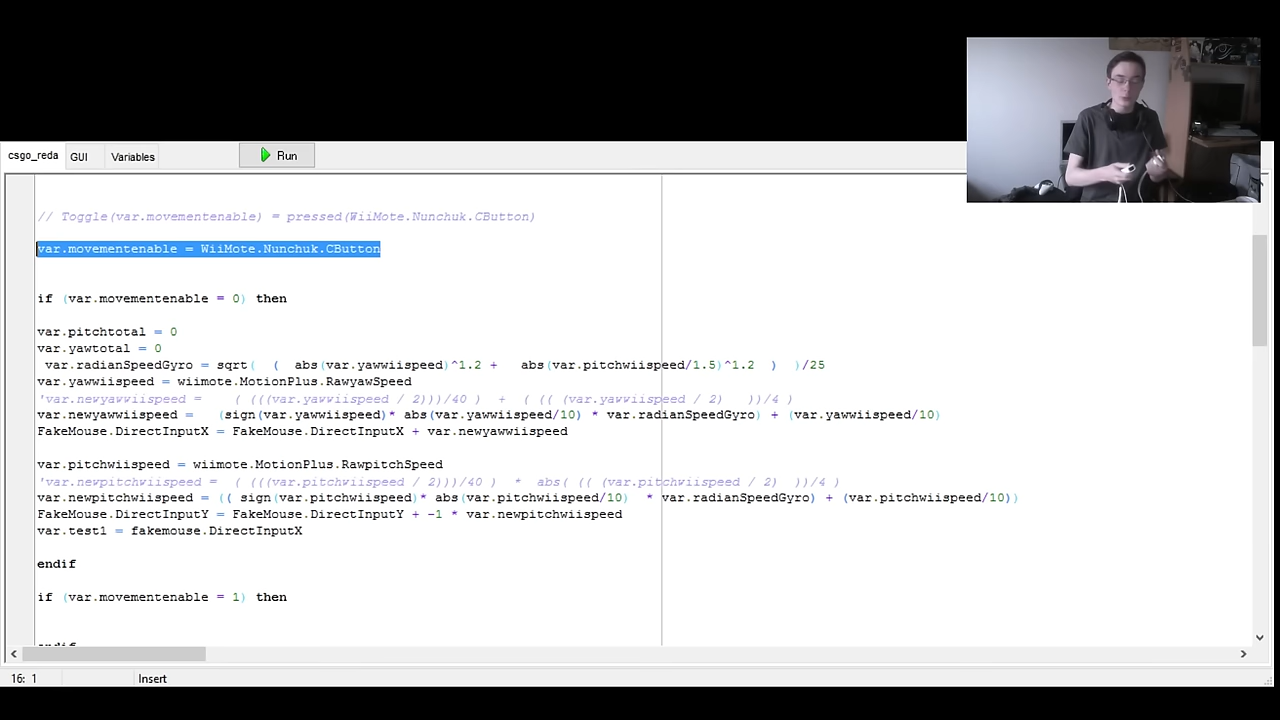 csgo_reda GUI Variables Run
// Toggle(var.movementenable) = pressed(WiiMote.Nunchuk.CButton)
var.movementenable = WiiMote.Nunchuk.CButton
if (var.movementenable = 0) then
var.pitchtotal = 0
var.yawtotal = 0
var.radianSpeedGyro = sqrt( ( abs(var.yawwiispeed)^1.2 + abs(var.pitchwiispeed/1.5)^1.2 ) )/25
var.yawwiispeed = wiimote.MotionPlus.RawyawSpeed
'var.newyawwiispeed = ( (((var.yawwiispeed / 2)))/40 ) + ( (( (var.yawwiispeed / 2) ))/4 )
var.newyawwiispeed = (sign(var.yawwiispeed)* abs(var.yawwiispeed/10) * var.radianSpeedGyro) + (var.yawwiispeed/10)
FakeMouse.DirectInputX = FakeMouse.DirectInputX + var.newyawwiispeed
var.pitchwiispeed = wiimote.MotionPlus.RawpitchSpeed
'var.newpitchwiispeed = ( (((var.pitchwiispeed / 2)))/40 ) * abs( (( (var.pitchwiispeed / 2) ))/4 )
var.newpitchwiispeed = (( sign(var.pitchwiispeed)* abs(var.pitchwiispeed/10) * var.radianSpeedGyro) + (var.pitchwiispeed/10))
FakeMouse.DirectInputY = FakeMouse.DirectInputY + -1 * var.newpitchwiispeed
var.test1 = fakemouse.DirectInputX
endif
if (var.movementenable = 1) then
endif
16: 1 Insert